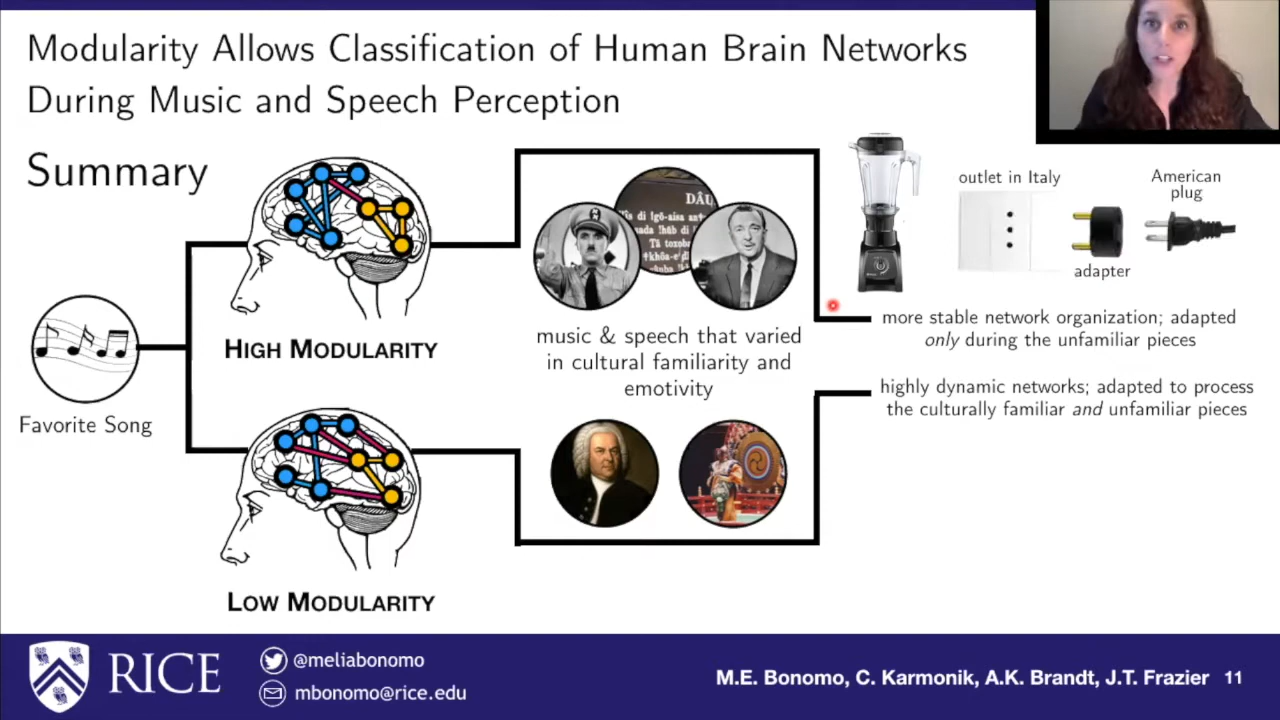 Modularity Allows Classification of Human Brain Networks
During Music and Speech Perception
Summary
Favorite Song
HIGH MODULARITY
LOW MODULARITY
music & speech that varied
in cultural familiarity and
emotivity
outlet in Italy
American
plug
adapter
more stable network organization; adapted
only during the unfamiliar pieces
highly dynamic networks; adapted to process
the culturally familiar and unfamiliar pieces
RICE
@meliabonomo
mbonomo@rice.edu
M.E. Bonomo, C. Karmonik, A.K. Brandt, J.T. Frazier 11